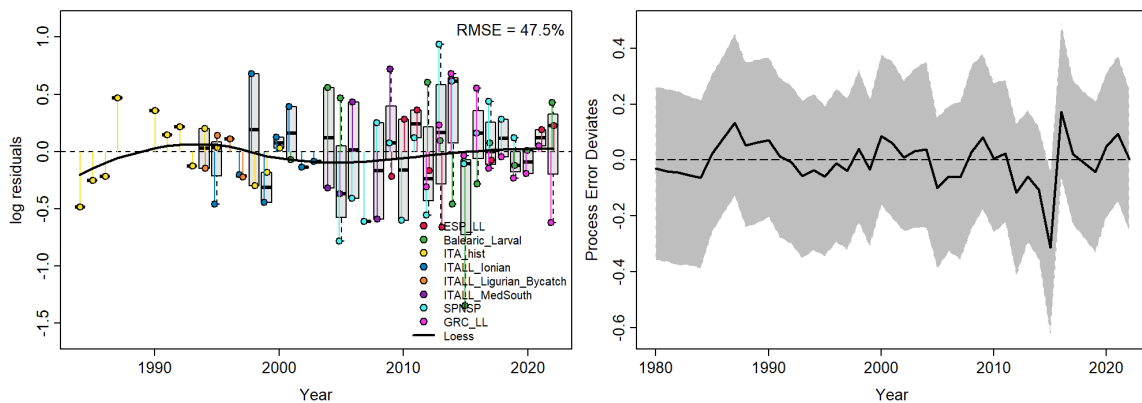 RMSE = 47.5%
log residuals
1.0
0.5
0.0
-0.5
-1.0
-1.5
ESP_LL
Balearic_Larval
ITA_hist
ITALL_Ionian
ITALL_Ligurian_Bycatch
ITALL_MedSouth
SPNSP
GRC_LL
Loess
1990
2000
2010
2020
Year
Process Error Deviates
0.4
0.2
0.0
-0.2
-0.4
-0.6
1980
1990
2000
2010
2020
Year